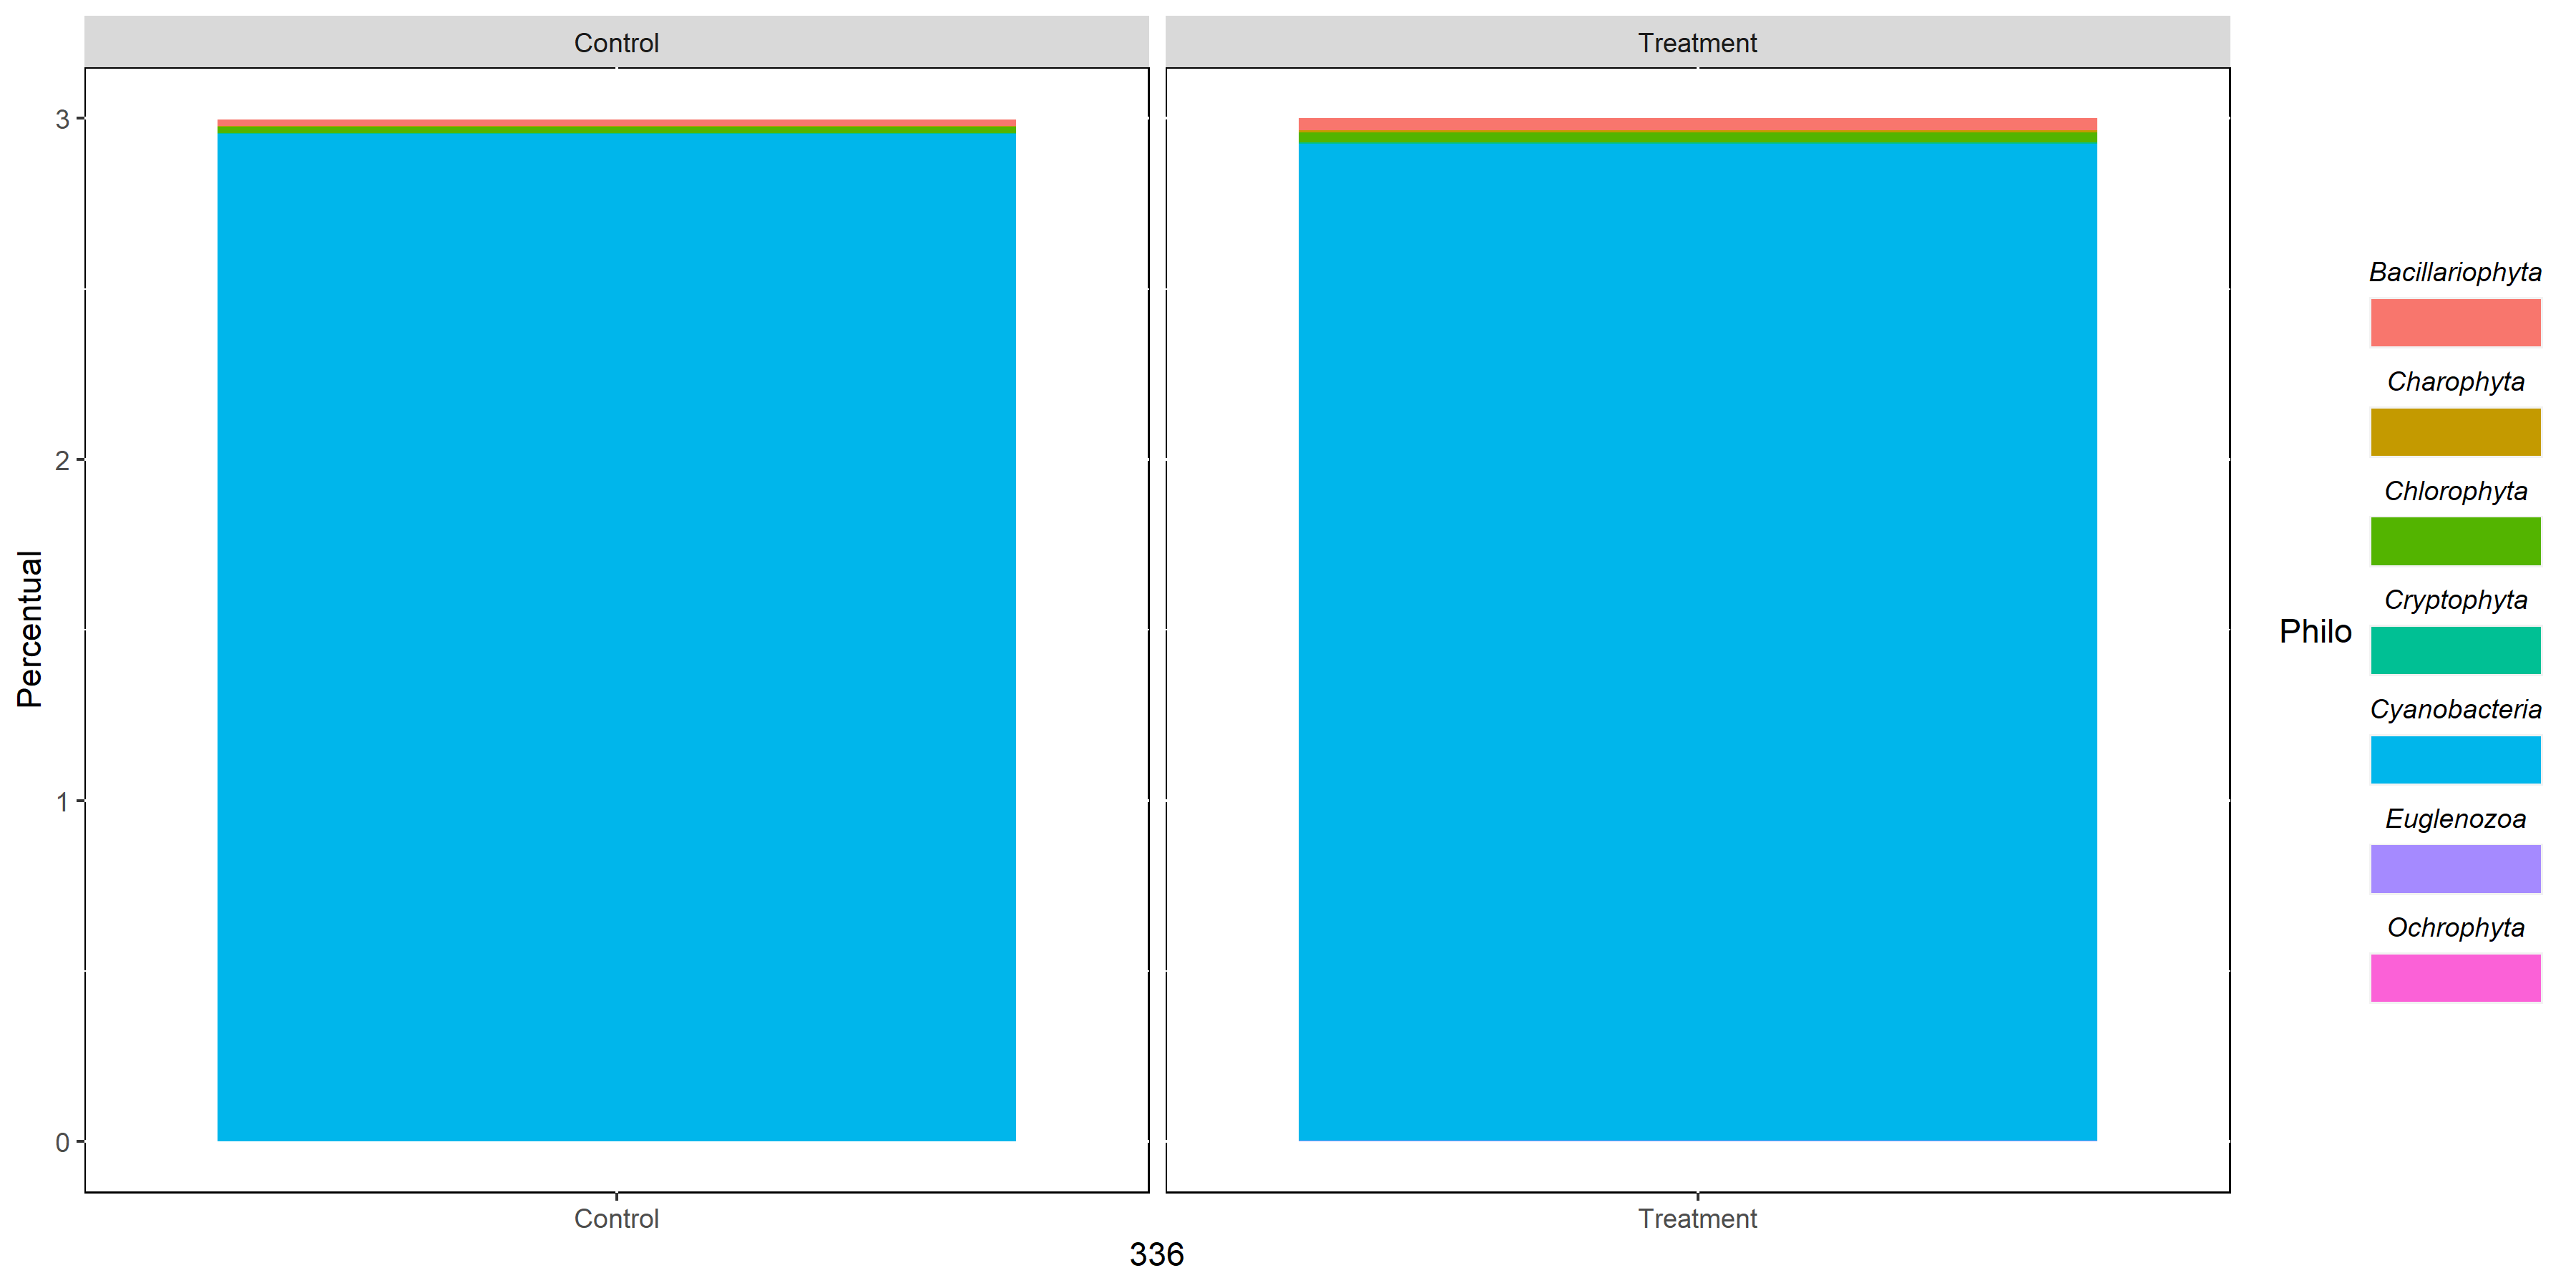 Control
Treatment
3
2
1
0
Percentual
Control
Treatment
336
Philo
Bacillariophyta
Charophyta
Chlorophyta
Cryptophyta
Cyanobacteria
Euglenozoa
Ochrophyta